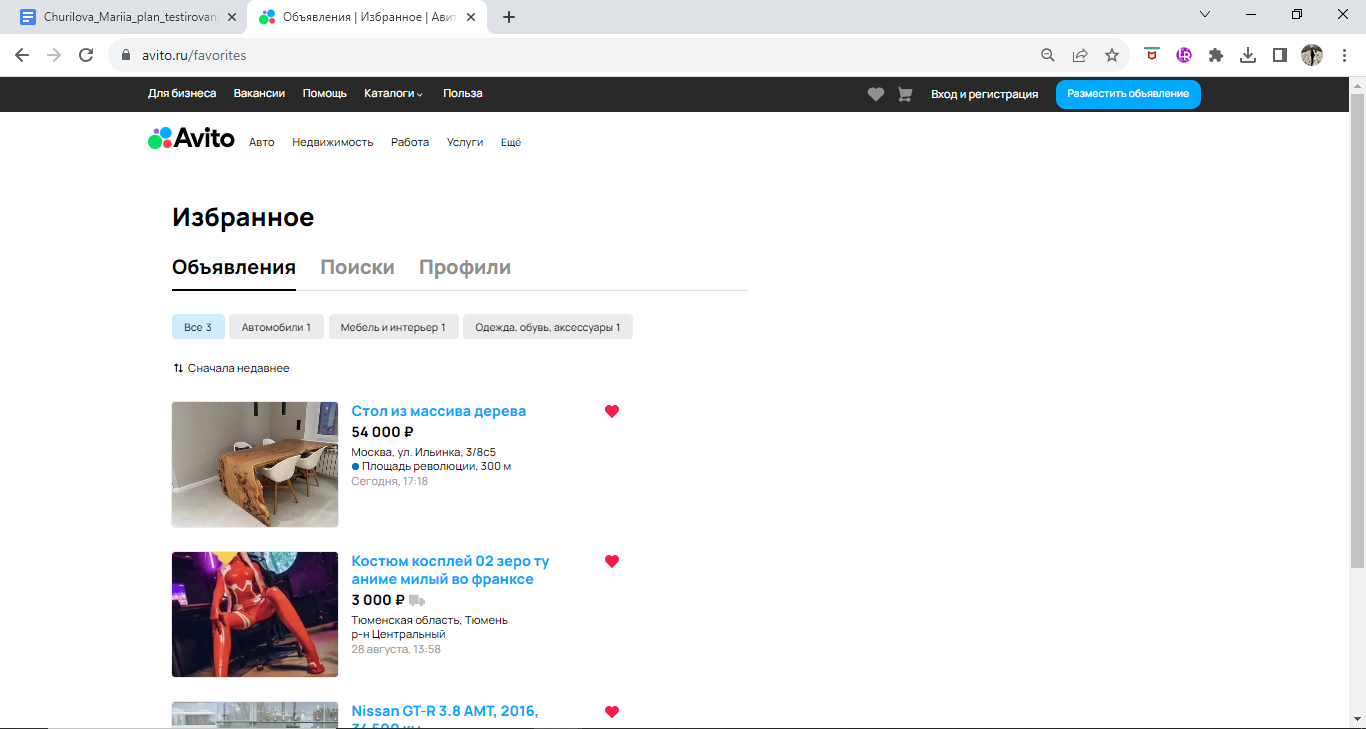 Churilova_Mariia_plan_testirovani
Объявления | Избранное | Авит
avito.ru/favorites
Для бизнеса Вакансии Помощь Каталоги Польза
Вход и регистрация
Разместить объявление
Avito Авто Недвижимость Работа Услуги Ещё
Избранное
Объявления Поиски Профили
Все 3 Автомобили 1 Мебель и интерьер 1 Одежда, обувь, аксессуары 1
Сначала недавнее
Стол из массива дерева
54 000 ₽
Москва, ул. Ильинка, 3/8с5
Площадь революции, 300 м
Сегодня, 17:18
Костюм косплей 02 зеро ту
аниме милый во франксе
3 000 ₽
Тюменская область, Тюмень
р-н Центральный
28 августа, 13:58
Nissan GT-R 3.8 AMT, 2016,
34 500 км